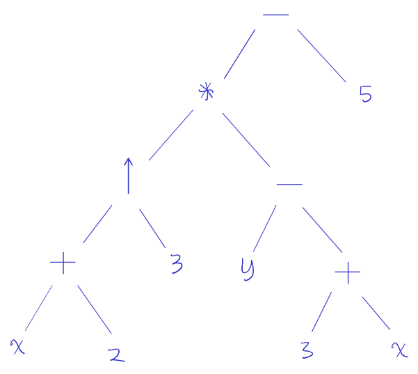 —
* 5
↑ —
+ 3 y +
x 2 3 x